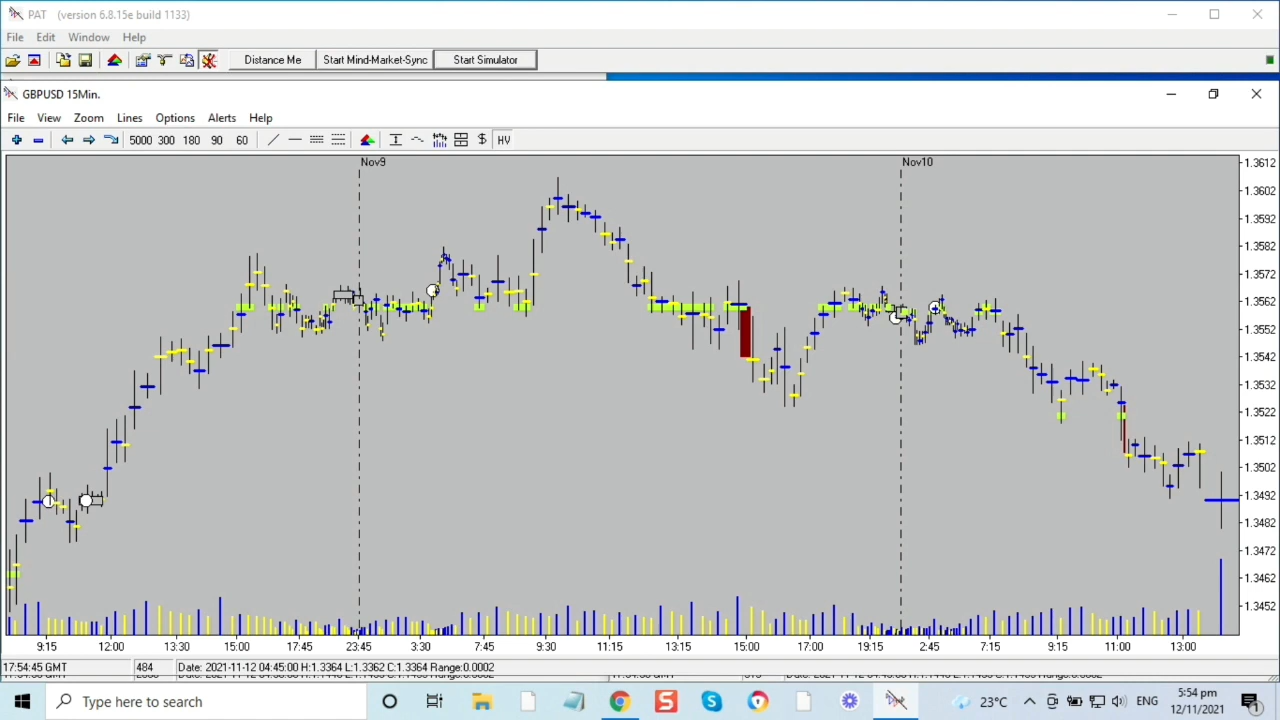 PAT (version 6.8.15e build 1133)
File Edit Window Help
Distance Me Start Mind-Market-Sync Start Simulator
GBPUSD 15Min.
File View Zoom Lines Options Alerts Help
5000 300 180 90 60 $ HV
Nov9 Nov10
1.3612
1.3602
1.3592
1.3582
1.3572
1.3562
1.3552
1.3542
1.3532
1.3522
1.3512
1.3502
1.3492
1.3482
1.3472
1.3462
1.3452
9:15 12:00 13:30 15:00 17:45 23:45 3:30 7:45 9:30 11:15 13:15 15:00 17:00 19:15 2:45 7:15 9:15 11:00 13:00
17:54:45 GMT 484 Date: 2021-11-12 04:45:00 H:1.3364 L:1.3362 C:1.3364 Range:0.0002
Type here to search
23°C ENG
5:54 pm
12/11/2021